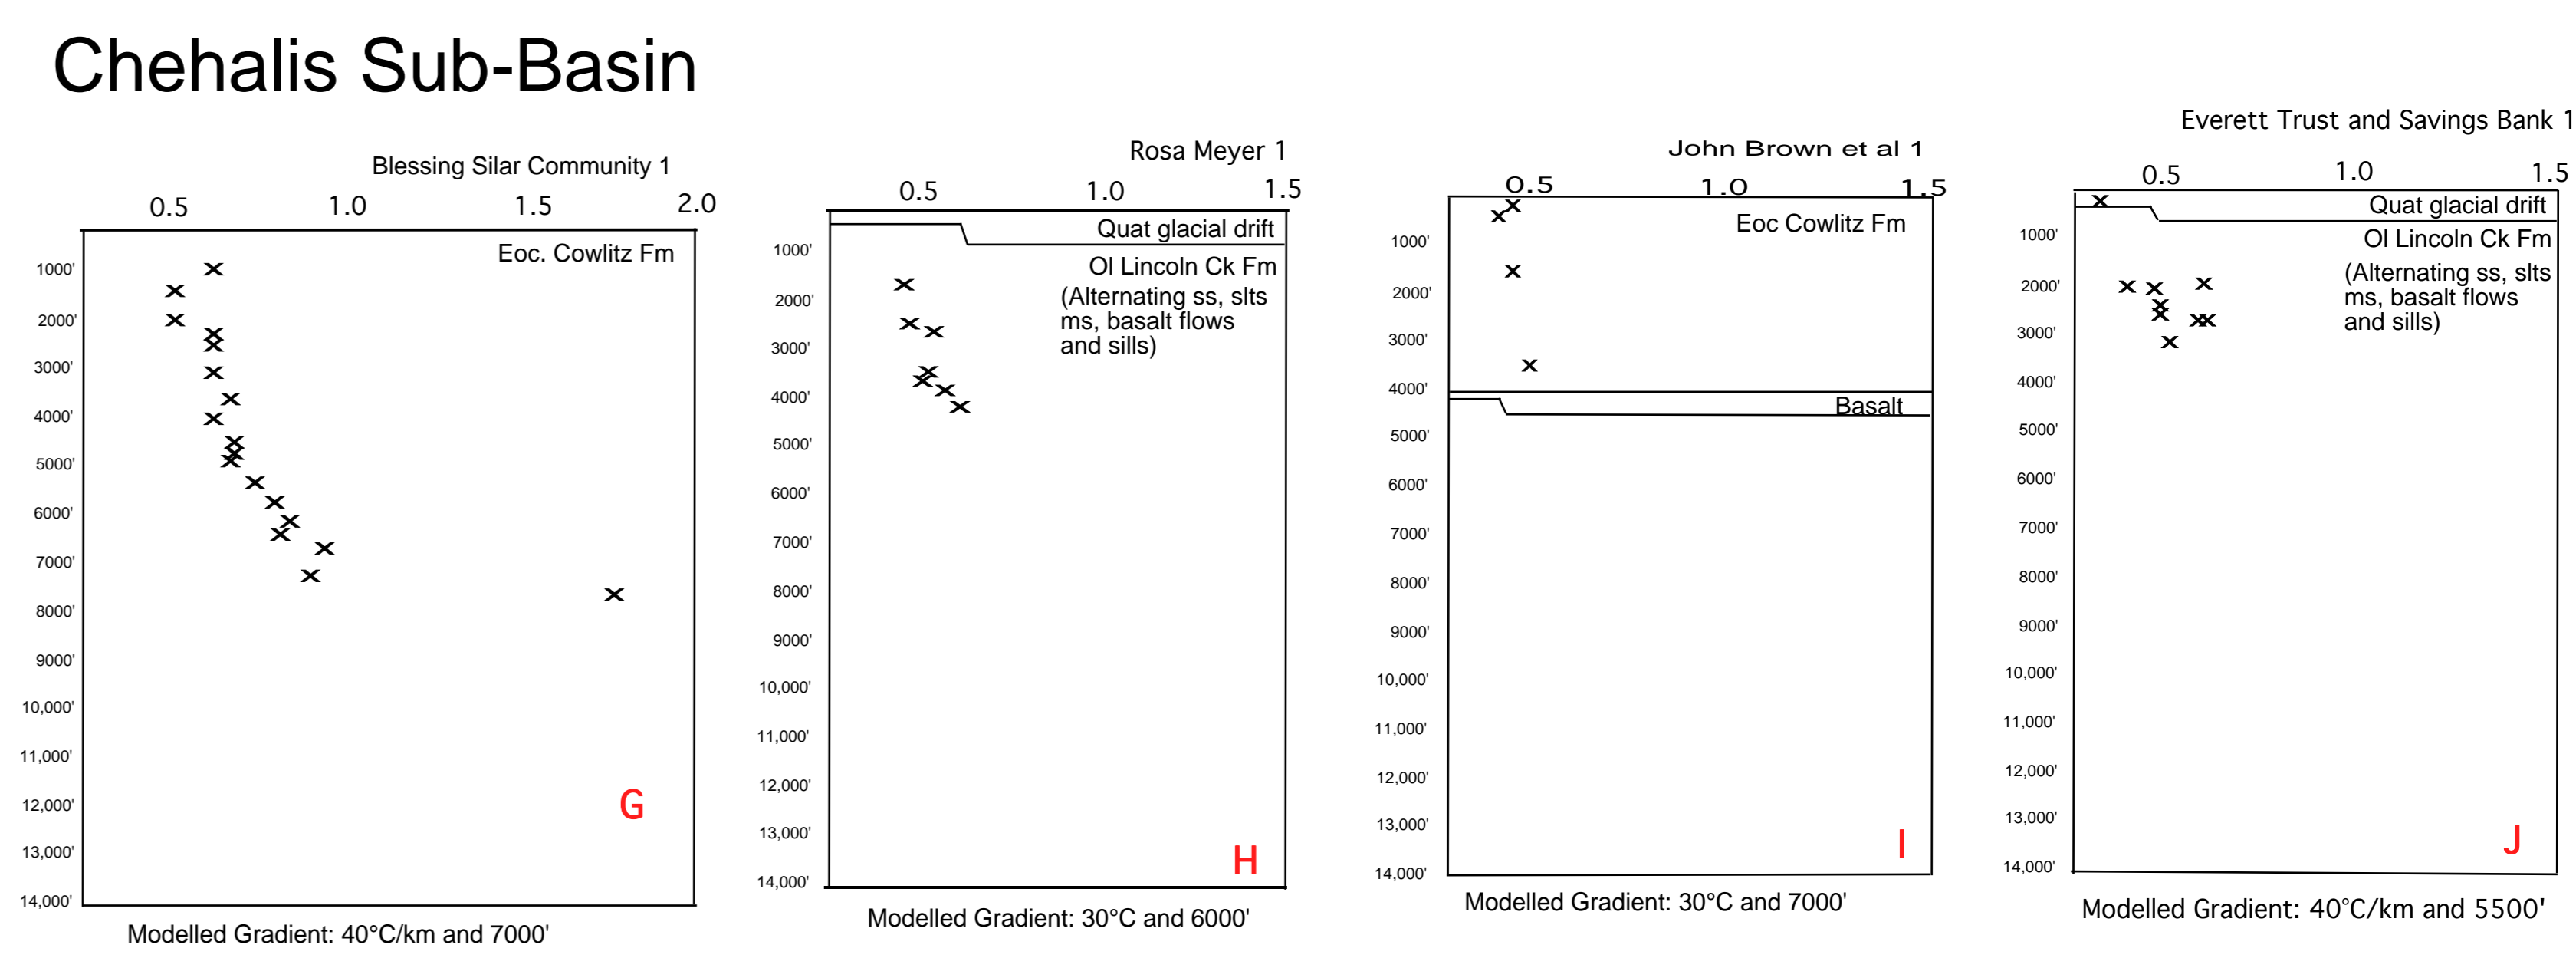 Chehalis Sub-Basin
Blessing Silar Community 1
0.5 1.0 1.5 2.0
Eoc. Cowlitz Fm
1000'
2000'
3000'
4000'
5000'
6000'
7000'
8000'
9000'
10,000'
11,000'
12,000'
13,000'
14,000'
G
Modelled Gradient: 40°C/km and 7000'
Rosa Meyer 1
0.5 1.0 1.5
Quat glacial drift
Ol Lincoln Ck Fm
(Alternating ss, slts
ms, basalt flows
and sills)
1000'
2000'
3000'
4000'
5000'
6000'
7000'
8000'
9000'
10,000'
11,000'
12,000'
13,000'
14,000'
H
Modelled Gradient: 30°C and 6000'
John Brown et al 1
0.5 1.0 1.5
Eoc Cowlitz Fm
Basalt
1000'
2000'
3000'
4000'
5000'
6000'
7000'
8000'
9000'
10,000'
11,000'
12,000'
13,000'
14,000'
I
Modelled Gradient: 30°C and 7000'
Everett Trust and Savings Bank 1
0.5 1.0 1.5
Quat glacial drift
Ol Lincoln Ck Fm
(Alternating ss, slts
ms, basalt flows
and sills)
1000'
2000'
3000'
4000'
5000'
6000'
7000'
8000'
9000'
10,000'
11,000'
12,000'
13,000'
14,000'
J
Modelled Gradient: 40°C/km and 5500'